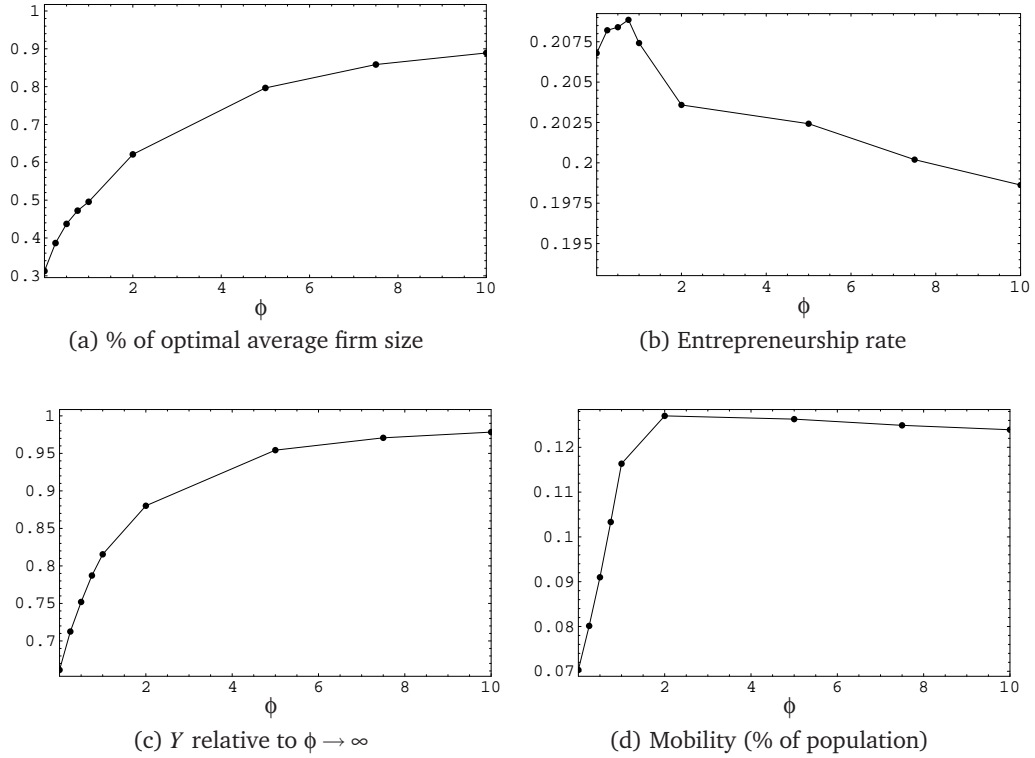 1
0.9
0.8
0.7
0.6
0.5
0.4
0.3
2 4 6 8 10
ϕ
(a) % of optimal average firm size
0.2075
0.205
0.2025
0.2
0.1975
0.195
2 4 6 8 10
ϕ
(b) Entrepreneurship rate
1
0.95
0.9
0.85
0.8
0.75
0.7
2 4 6 8 10
ϕ
(c) Y relative to ϕ → ∞
0.12
0.11
0.1
0.09
0.08
0.07
2 4 6 8 10
ϕ
(d) Mobility (% of population)